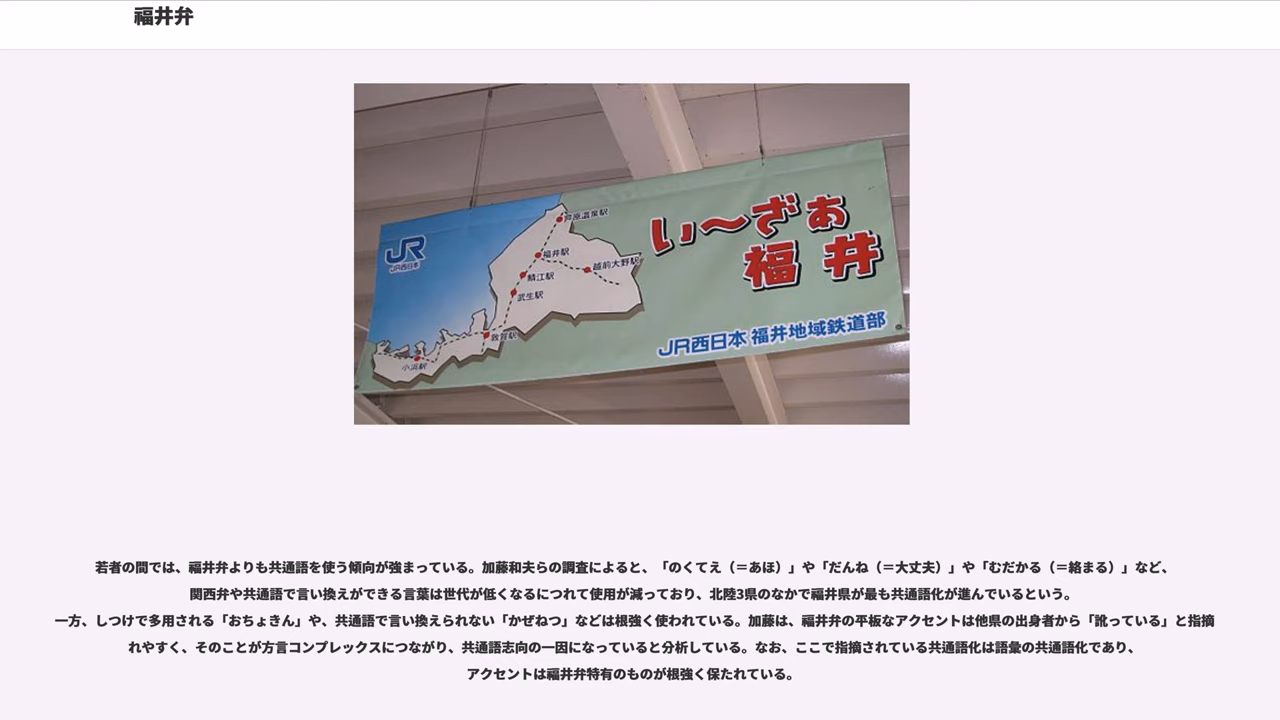 福井弁
い〜ざぁ
福井
JR
JR西日本
芦原温泉駅
福井駅
越前大野駅
鯖江駅
武生駅
敦賀駅
小浜駅
JR西日本 福井地域鉄道部
若者の間では、福井弁よりも共通語を使う傾向が強まっている。加藤和夫らの調査によると、「のくてえ（＝あほ）」や「だんね（＝大丈夫）」や「むだかる（＝絡まる）」など、
関西弁や共通語で言い換えができる言葉は世代が低くなるにつれて使用が減っており、北陸3県のなかで福井県が最も共通語化が進んでいるという。
一方、しつけで多用される「おちょきん」や、共通語で言い換えられない「かぜねつ」などは根強く使われている。加藤は、福井弁の平板なアクセントは他県の出身者から「訛っている」と指摘
れやすく、そのことが方言コンプレックスにつながり、共通語志向の一因になっていると分析している。なお、ここで指摘されている共通語化は語彙の共通語化であり、
アクセントは福井弁特有のものが根強く保たれている。